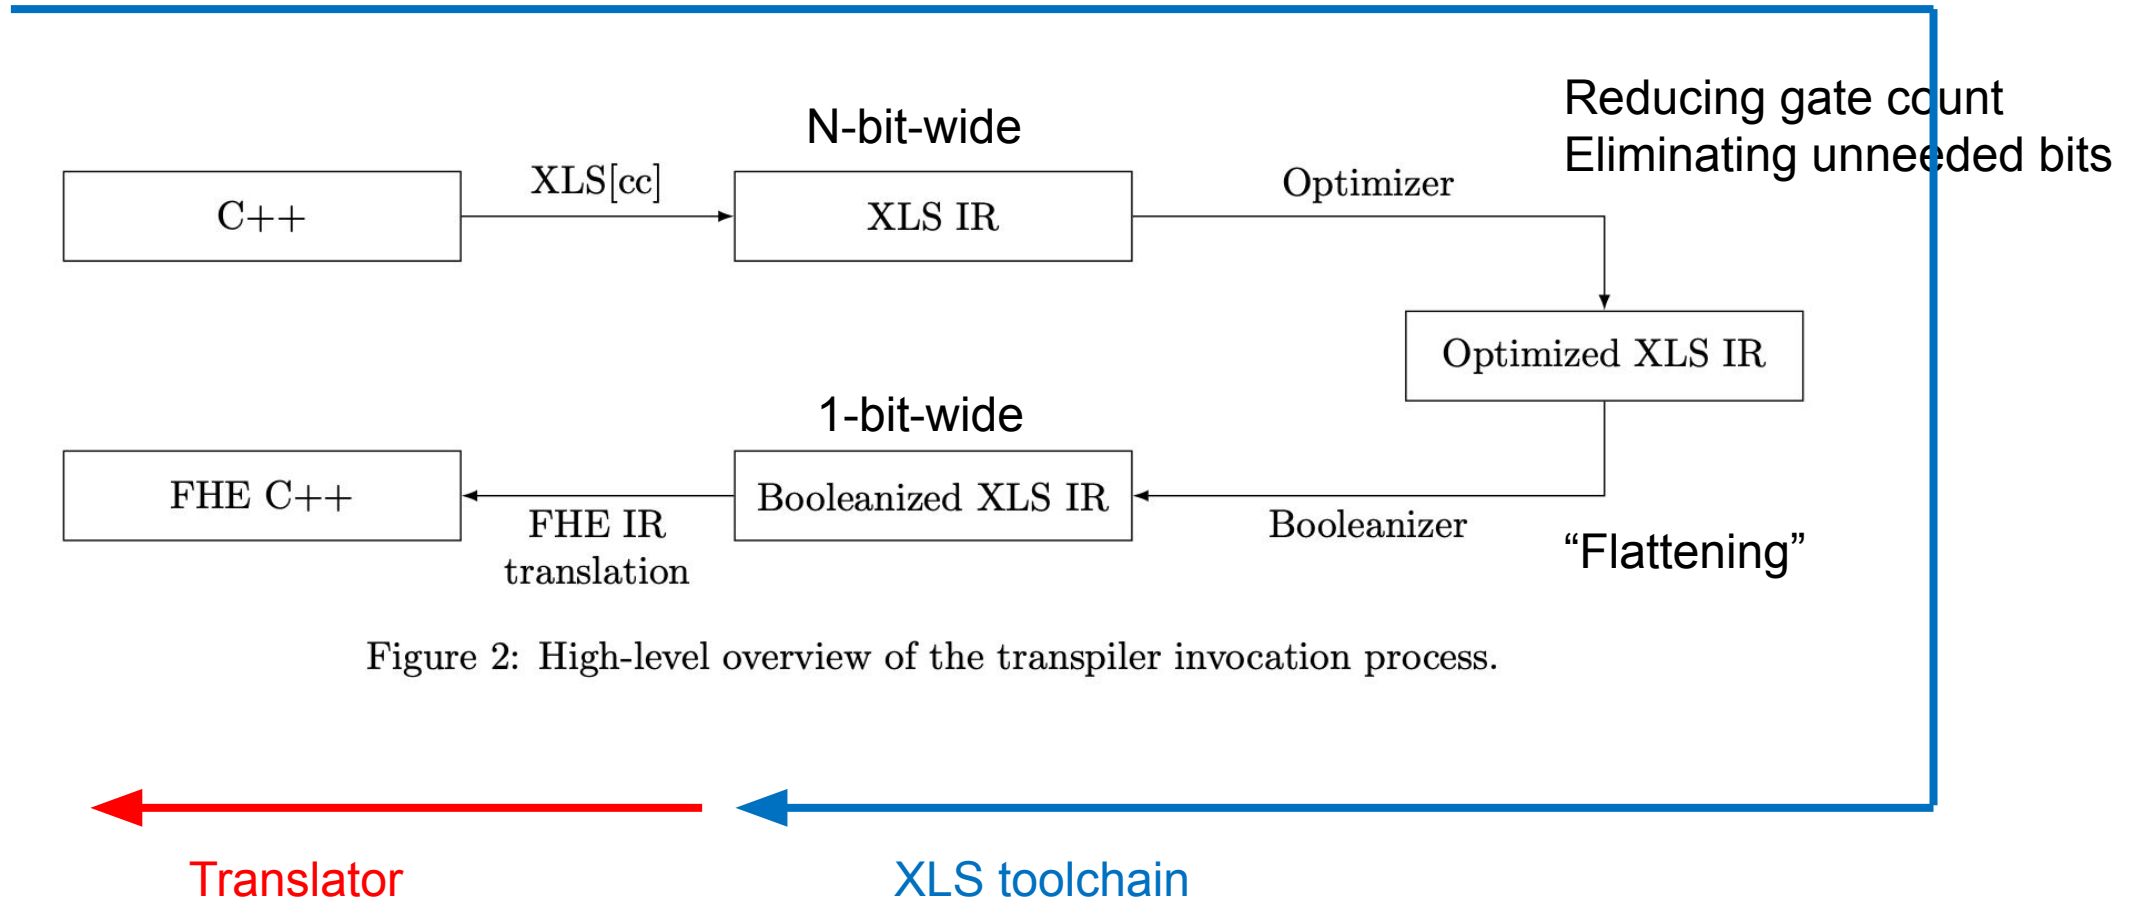 Reducing gate count
Eliminating unneeded bits
N-bit-wide
C++
XLS[cc]
XLS IR
Optimizer
Optimized XLS IR
1-bit-wide
FHE C++
FHE IR
translation
Booleanized XLS IR
Booleanizer
“Flattening”
Figure 2: High-level overview of the transpiler invocation process.
Translator
XLS toolchain